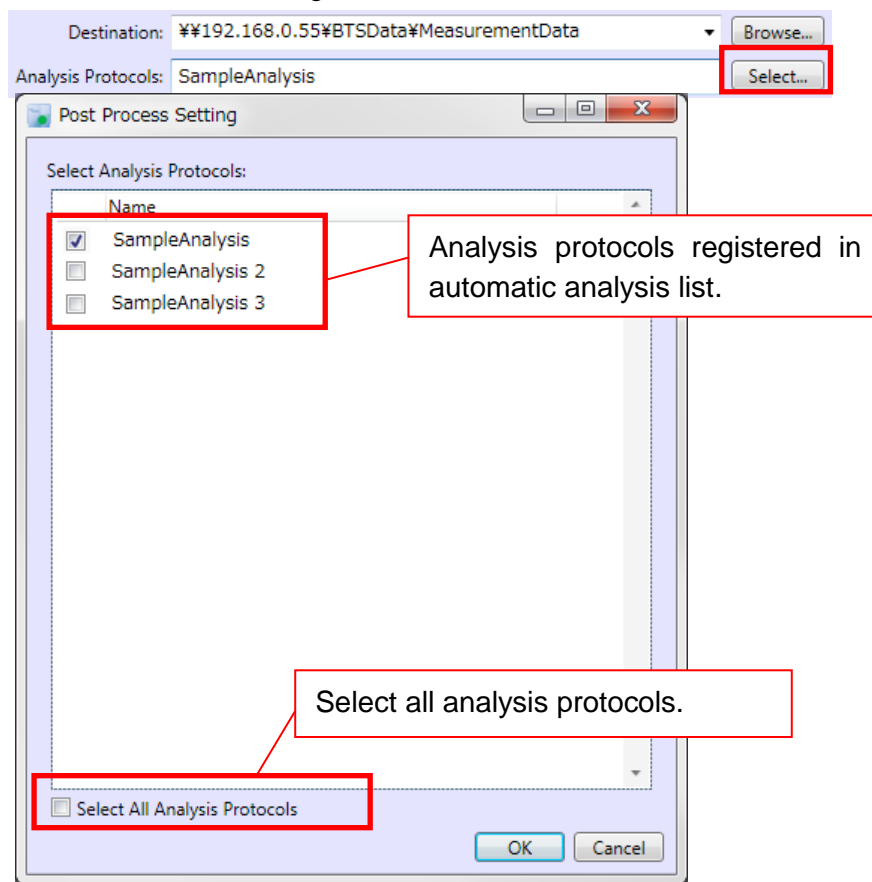 Destination: ¥¥192.168.0.55¥BTSData¥MeasurementData Browse...
Analysis Protocols: SampleAnalysis Select...
Post Process Setting
Select Analysis Protocols:
Name
SampleAnalysis
SampleAnalysis 2
SampleAnalysis 3
Analysis protocols registered in
automatic analysis list.
Select all analysis protocols.
Select All Analysis Protocols
OK Cancel